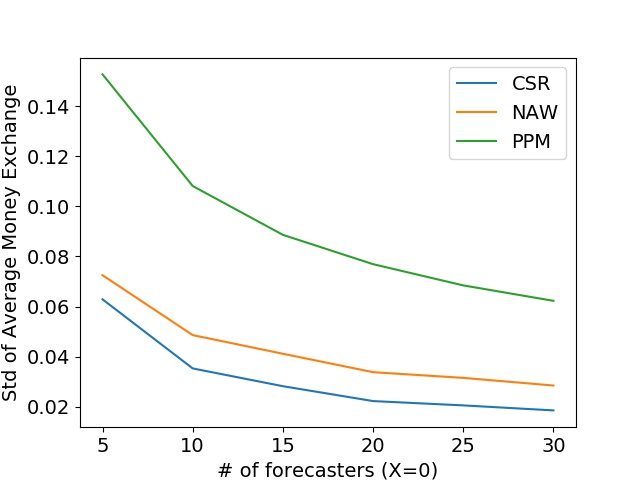 Std of Average Money Exchange
0.14
0.12
0.10
0.08
0.06
0.04
0.02
CSR
NAW
PPM
5 10 15 20 25 30
# of forecasters (X=0)